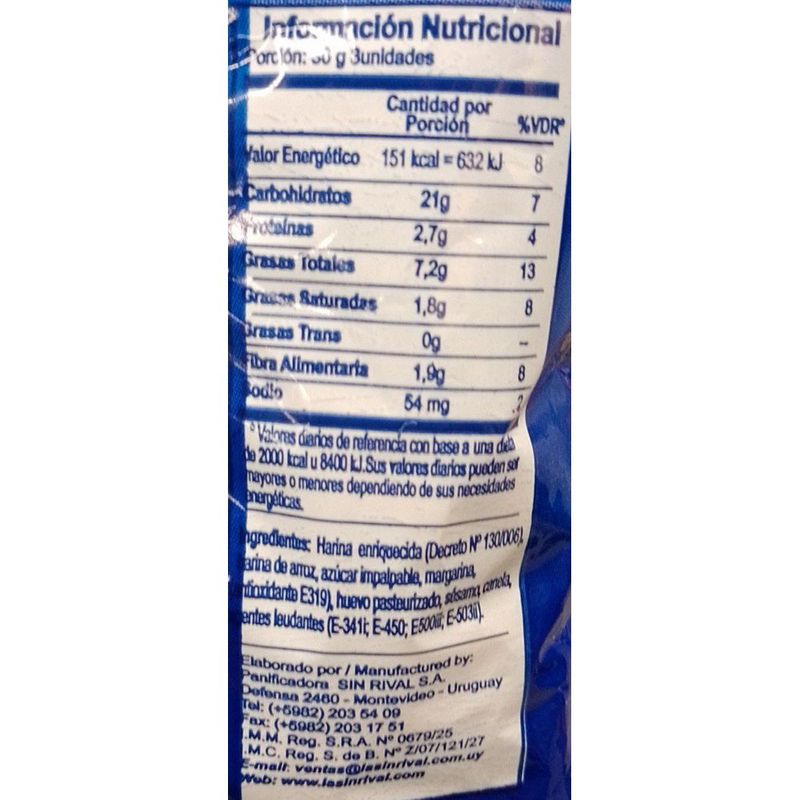 Información Nutricional
Porción: 30 g 3unidades
Cantidad por
Porción %VDR*
Valor Energético 151 kcal = 632 kJ 8
Carbohidratos 21g 7
Proteínas 2,7g 4
Grasas Totales 7,2g 13
Grasas Saturadas 1,8g 8
Grasas Trans 0g --
Fibra Alimentaria 1,9g 8
Sodio 54 mg 2
* Valores diarios de referencia con base a una dieta
de 2000 kcal u 8400 kJ.Sus valores diarios pueden ser
mayores o menores dependiendo de sus necesidades
energéticas.
Ingredientes: Harina enriquecida (Decreto Nº 130/006),
harina de arroz, azúcar impalpable, margarina,
(antioxidante E319), huevo pasteurizado, sésamo, canela,
entes leudantes (E-341i; E-450; E500ii; E-503ii).
Elaborado por / Manufactured by:
Panificadora SIN RIVAL S.A.
Defensa 2460 - Montevideo - Uruguay
Tel: (+5982) 203 54 09
Fax: (+5982) 203 17 51
I.M.M. Reg. S.R.A. Nº 0679/25
I.M.C. Reg. S. de B. Nº Z/07/121/27
E-mail: ventas@lasinrival.com.uy
Web: www.lasinrival.com